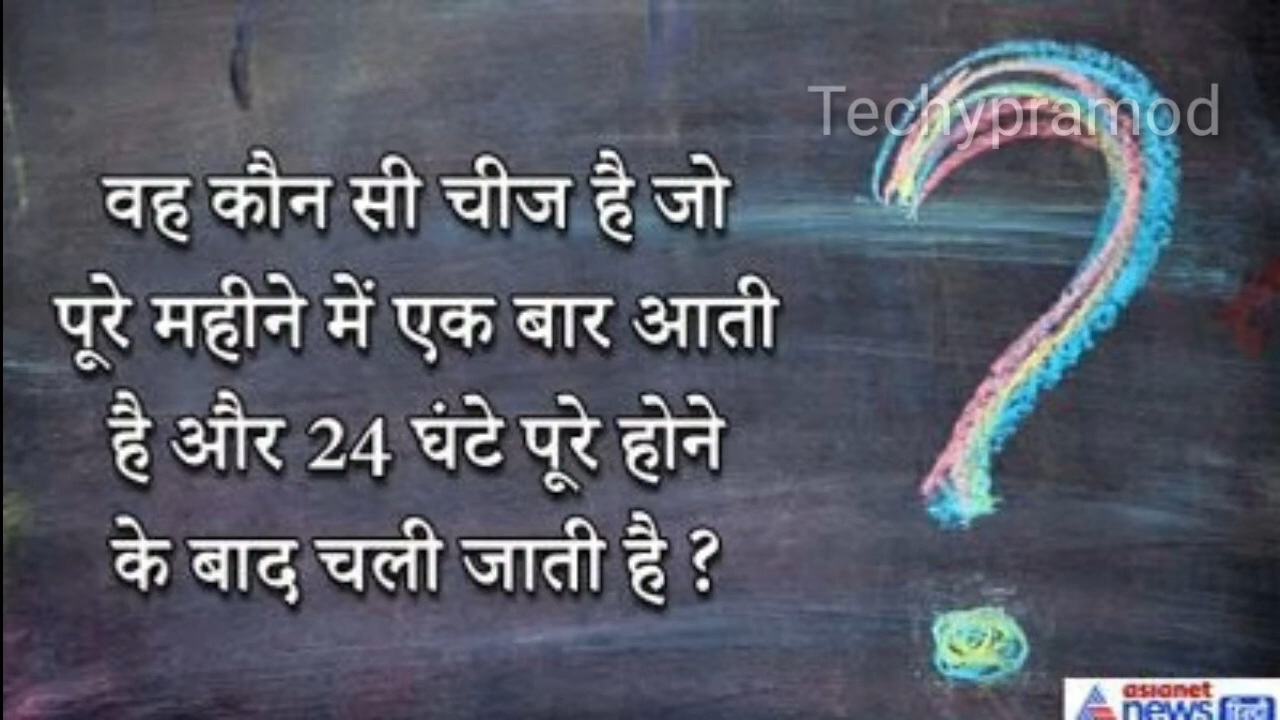 Techypramod
वह कौन सी चीज है जो
पूरे महीने में एक बार आती
है और 24 घंटे पूरे होने
के बाद चली जाती है ?
asianet
news हिन्दी